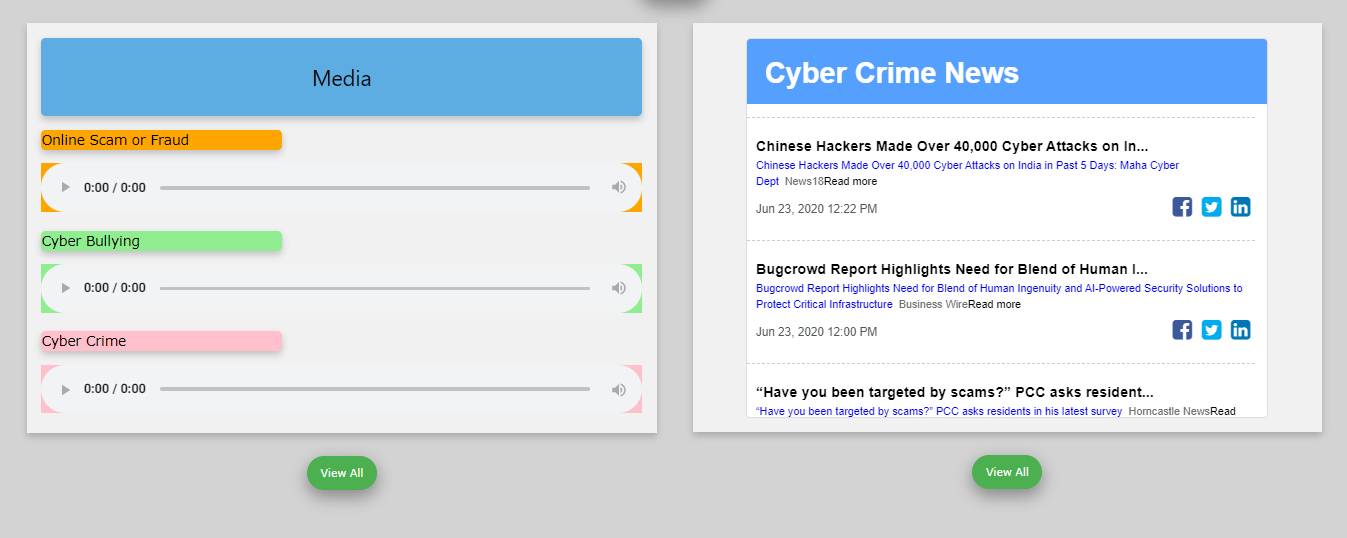 Media
Online Scam or Fraud
0:00 / 0:00
Cyber Bullying
0:00 / 0:00
Cyber Crime
0:00 / 0:00
View All
Cyber Crime News
Chinese Hackers Made Over 40,000 Cyber Attacks on In...
Chinese Hackers Made Over 40,000 Cyber Attacks on India in Past 5 Days: Maha Cyber
Dept News18Read more
Jun 23, 2020 12:22 PM
Bugcrowd Report Highlights Need for Blend of Human I...
Bugcrowd Report Highlights Need for Blend of Human Ingenuity and AI-Powered Security Solutions to
Protect Critical Infrastructure Business WireRead more
Jun 23, 2020 12:00 PM
“Have you been targeted by scams?” PCC asks resident...
“Have you been targeted by scams?” PCC asks residents in his latest survey Horncastle NewsRead
View All